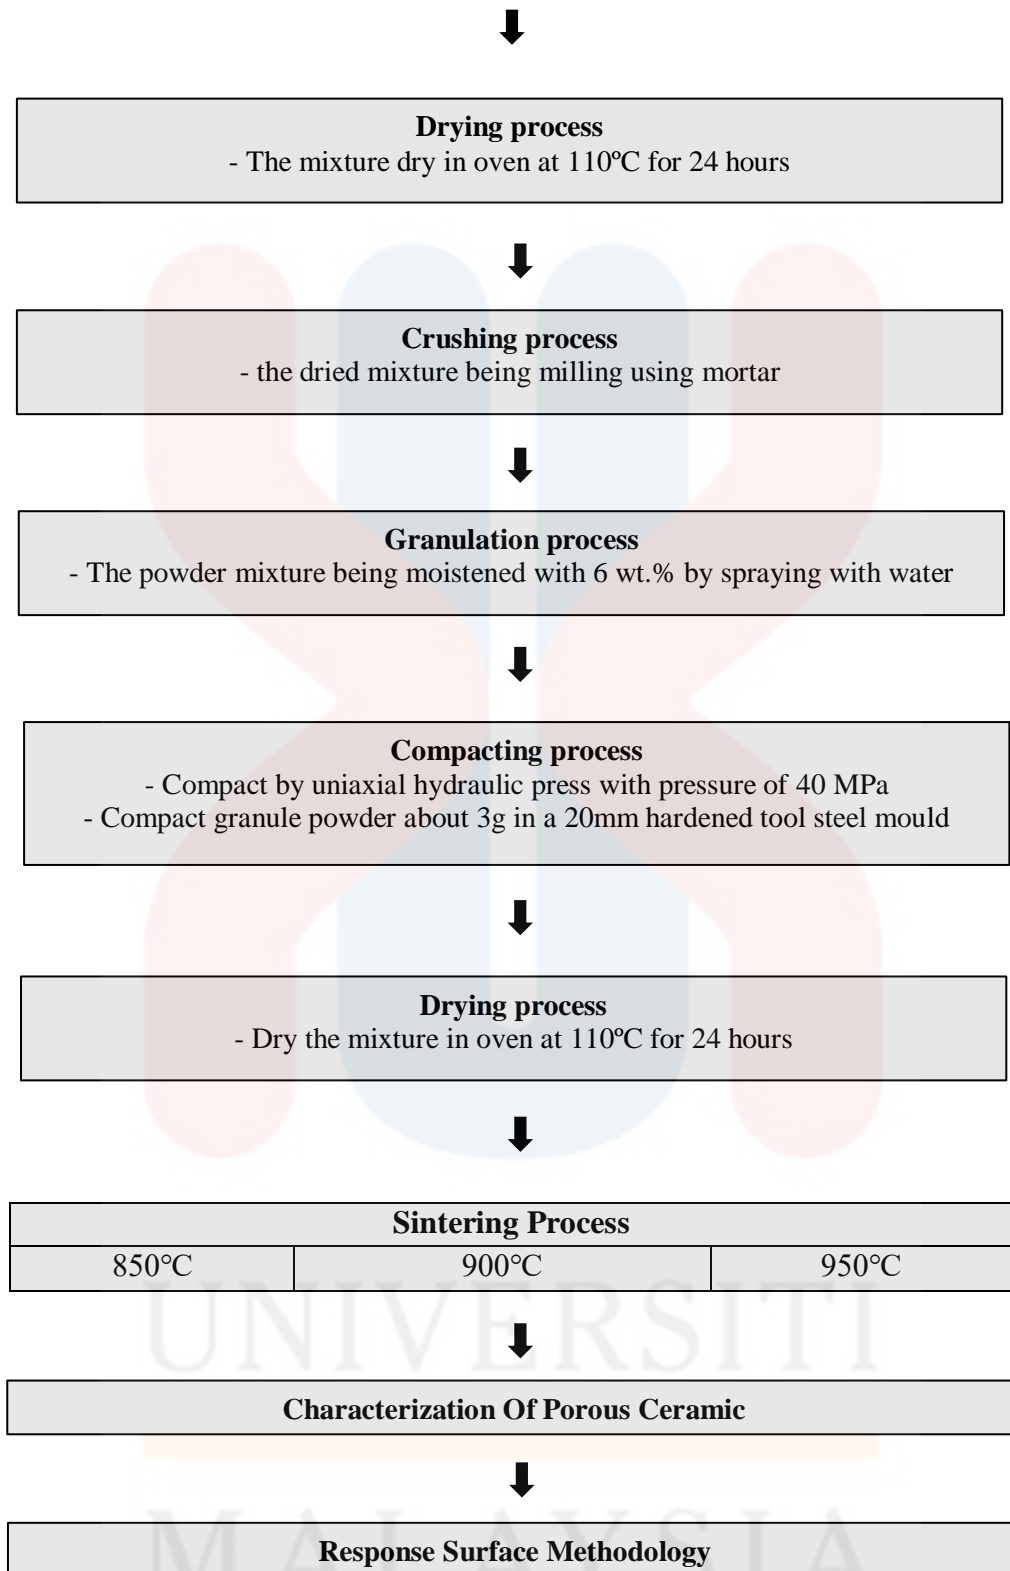 Drying process
- The mixture dry in oven at 110ºC for 24 hours
Crushing process
- the dried mixture being milling using mortar
Granulation process
- The powder mixture being moistened with 6 wt.% by spraying with water
Compacting process
- Compact by uniaxial hydraulic press with pressure of 40 MPa
- Compact granule powder about 3g in a 20mm hardened tool steel mould
Drying process
- Dry the mixture in oven at 110ºC for 24 hours
Sintering Process
850℃ 900℃ 950℃
UNIVERSITI
Characterization Of Porous Ceramic
MALAYSIA
Response Surface Methodology